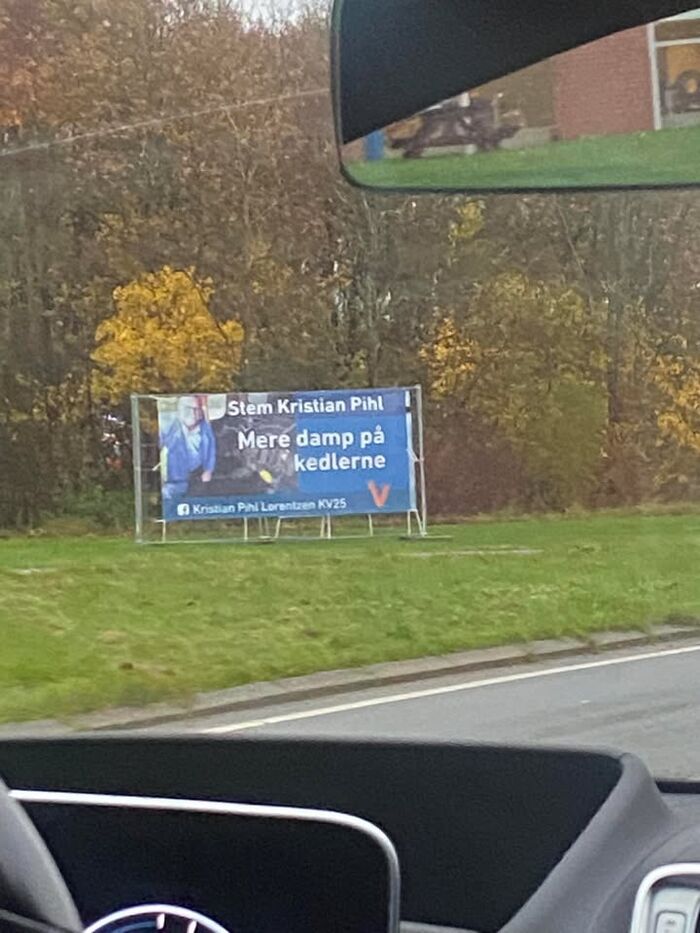 Stem Kristian Pihl
Mere damp på
kedlerne
Kristian Pihl Lorentzen KV25
V